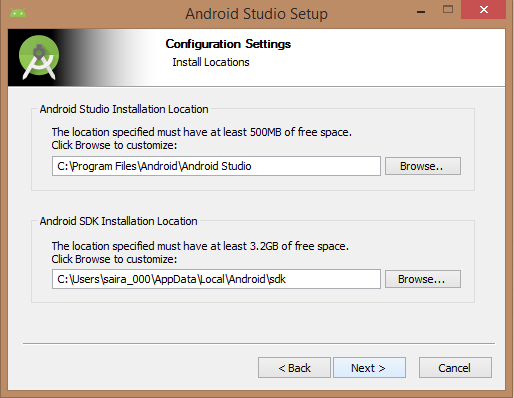 Android Studio Setup
Configuration Settings
Install Locations
Android Studio Installation Location
The location specified must have at least 500MB of free space.
Click Browse to customize:
C:\Program Files\Android\Android Studio
Browse..
Android SDK Installation Location
The location specified must have at least 3.2GB of free space.
Click Browse to customize:
C:\Users\saira_000\AppData\Local\Android\sdk
Browse...
< Back
Next >
Cancel